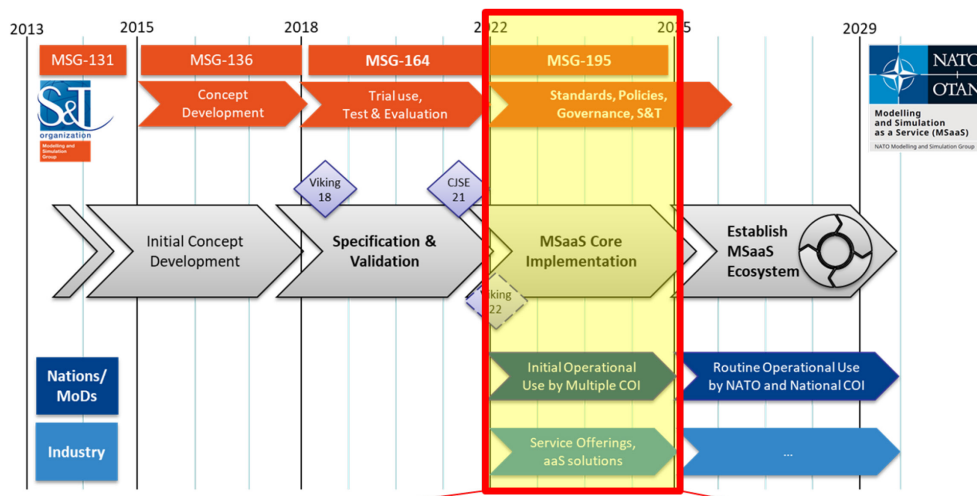 2013
2015
2018
2022
2029
MSG-131
MSG-136
MSG-164
MSG-195
S&T
organization
Modelling and
Simulation
Group
Concept
Development
Trial use,
Test & Evaluation
Standards, Policies,
Governance, S&T
NATO
OTAN
Modelling
and Simulation
as a Service (MSaaS)
NATO Modelling and Simulation Group
Viking
18
CJSE
21
Initial Concept
Development
Specification &
Validation
MSaaS Core
Implementation
Establish
MSaaS
Ecosystem
Viking
22
Nations/
MoDs
Initial Operational
Use by Multiple COI
Routine Operational Use
by NATO and National COI
Industry
Service Offerings,
aaS solutions
...